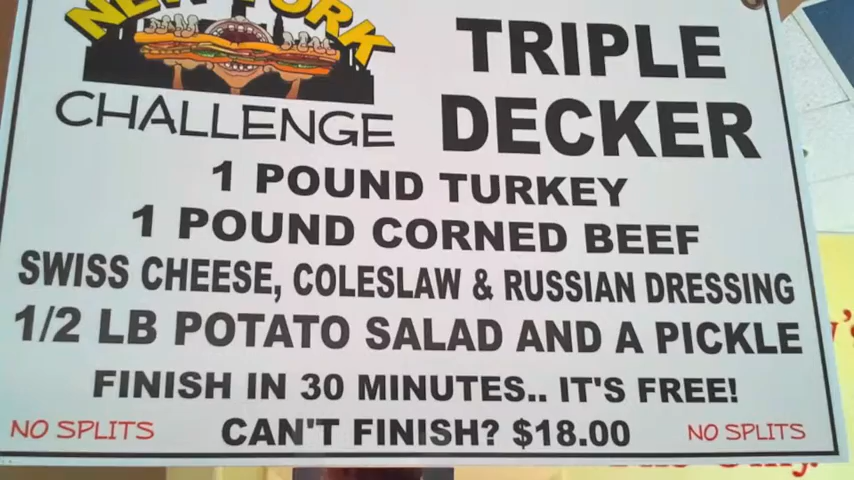 NEW YORK
CHALLENGE
TRIPLE
DECKER
1 POUND TURKEY
1 POUND CORNED BEEF
SWISS CHEESE, COLESLAW & RUSSIAN DRESSING
1/2 LB POTATO SALAD AND A PICKLE
FINISH IN 30 MINUTES.. IT'S FREE!
NO SPLITS CAN'T FINISH? $18.00 NO SPLITS